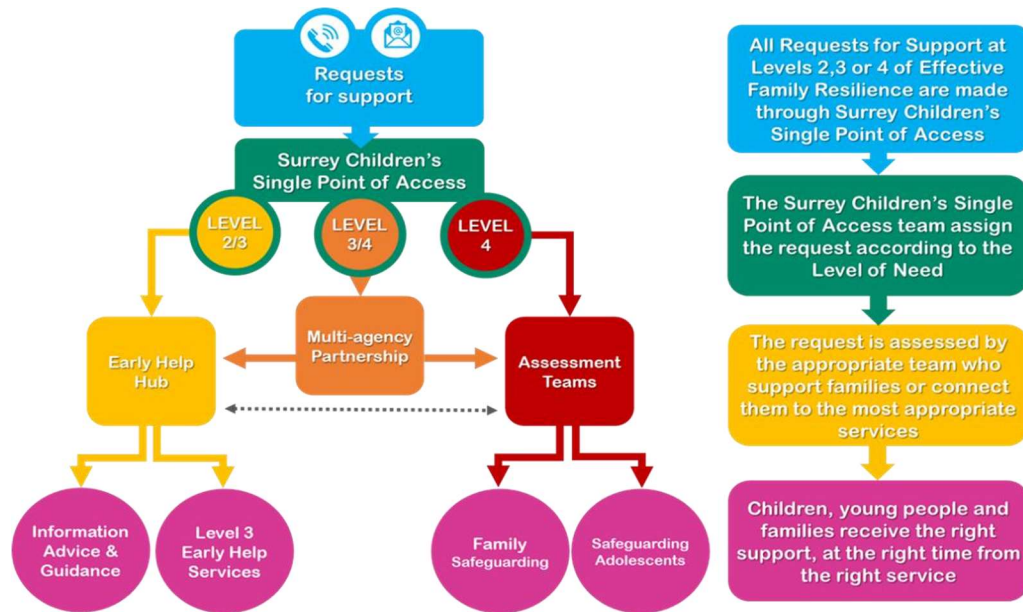 Requests
for support
Surrey Children's
Single Point of Access
LEVEL
2/3
LEVEL
3/4
LEVEL
4
Early Help
Hub
Multi-agency
Partnership
Assessment
Teams
Information
Advice &
Guidance
Level 3
Early Help
Services
Family
Safeguarding
Safeguarding
Adolescents
All Requests for Support at
Levels 2,3 or 4 of Effective
Family Resilience are made
through Surrey Children's
Single Point of Access
The Surrey Children's Single
Point of Access team assign
the request according to the
Level of Need
The request is assessed by
the appropriate team who
support families or connect
them to the most appropriate
services
Children, young people and
families receive the right
support, at the right time from
the right service